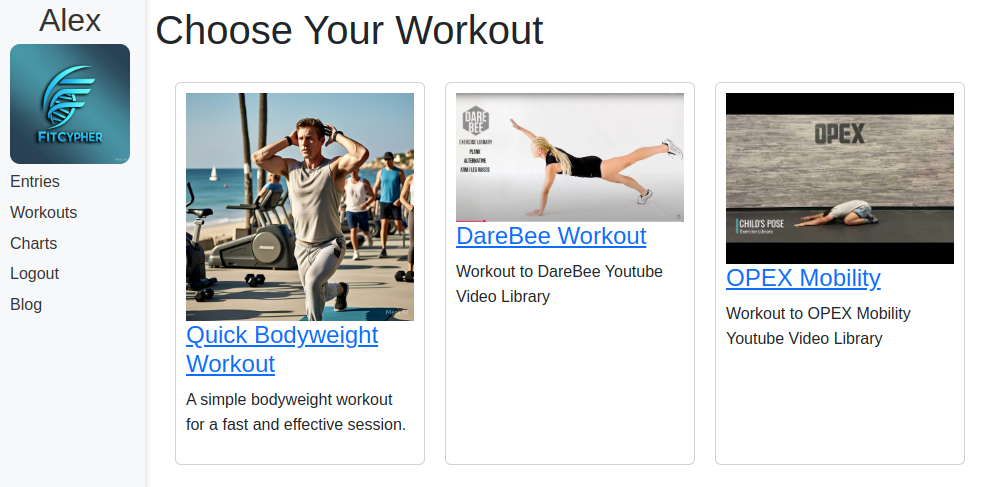 Alex
Choose Your Workout
FITCYPHER
Entries
Workouts
Charts
Logout
Blog
Quick Bodyweight
Workout
A simple bodyweight workout
for a fast and effective session.
DARE
BEE
EXERCISE LIBRARY
PLANK
ALTERNATIVE
ARM / LEG RAISES
DareBee Workout
Workout to DareBee Youtube
Video Library
OPEX
CHILD'S POSE
Exercise Library
OPEX Mobility
Workout to OPEX Mobility
Youtube Video Library